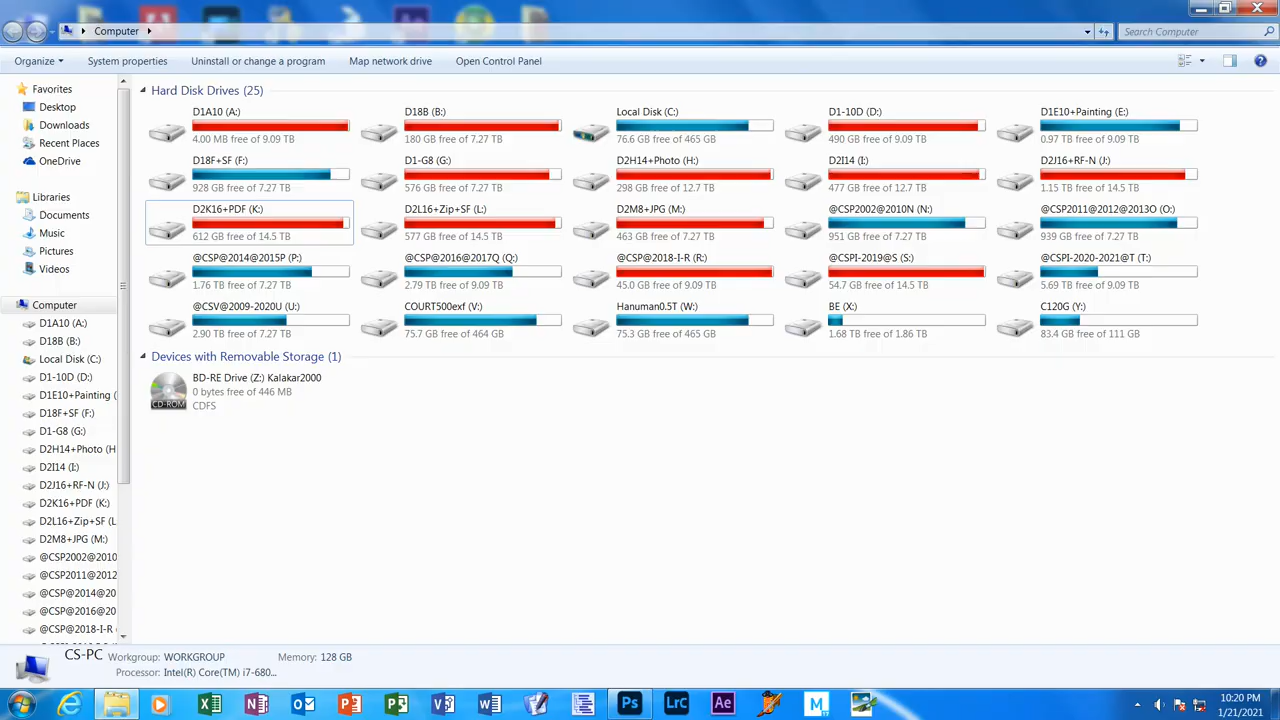 Computer
Search Computer
Organize
System properties
Uninstall or change a program
Map network drive
Open Control Panel
Favorites
Desktop
Downloads
Recent Places
OneDrive
Libraries
Documents
Music
Pictures
Videos
Computer
D1A10 (A:)
D18B (B:)
Local Disk (C:)
D1-10D (D:)
D1E10+Painting (
D18F+SF (F:)
D1-G8 (G:)
D2H14+Photo (H
D2I14 (I:)
D2J16+RF-N (J:)
D2K16+PDF (K:)
D2L16+Zip+SF (L
D2M8+JPG (M:)
@CSP2002@2010
@CSP2011@2012
@CSP@2014@20
@CSP@2016@20
@CSP@2018-I-R (
Hard Disk Drives (25)
D1A10 (A:)
4.00 MB free of 9.09 TB
D18B (B:)
180 GB free of 7.27 TB
Local Disk (C:)
76.6 GB free of 465 GB
D1-10D (D:)
490 GB free of 9.09 TB
D1E10+Painting (E:)
0.97 TB free of 9.09 TB
D18F+SF (F:)
928 GB free of 7.27 TB
D1-G8 (G:)
576 GB free of 7.27 TB
D2H14+Photo (H:)
298 GB free of 12.7 TB
D2I14 (I:)
477 GB free of 12.7 TB
D2J16+RF-N (J:)
1.15 TB free of 14.5 TB
D2K16+PDF (K:)
612 GB free of 14.5 TB
D2L16+Zip+SF (L:)
577 GB free of 14.5 TB
D2M8+JPG (M:)
463 GB free of 7.27 TB
@CSP2002@2010N (N:)
951 GB free of 7.27 TB
@CSP2011@2012@2013O (O:)
939 GB free of 7.27 TB
@CSP@2014@2015P (P:)
1.76 TB free of 7.27 TB
@CSP@2016@2017Q (Q:)
2.79 TB free of 9.09 TB
@CSP@2018-I-R (R:)
45.0 GB free of 9.09 TB
@CSPI-2019@S (S:)
54.7 GB free of 14.5 TB
@CSPI-2020-2021@T (T:)
5.69 TB free of 9.09 TB
@CSV@2009-2020U (U:)
2.90 TB free of 7.27 TB
COURT500exf (V:)
75.7 GB free of 464 GB
Hanuman0.5T (W:)
75.3 GB free of 465 GB
BE (X:)
1.68 TB free of 1.86 TB
C120G (Y:)
83.4 GB free of 111 GB
Devices with Removable Storage (1)
CD-ROM
BD-RE Drive (Z:) Kalakar2000
0 bytes free of 446 MB
CDFS
CS-PC Workgroup: WORKGROUP Memory: 128 GB
Processor: Intel(R) Core(TM) i7-680...
Ps
LrC
Ae
M
10:20 PM
1/21/2021